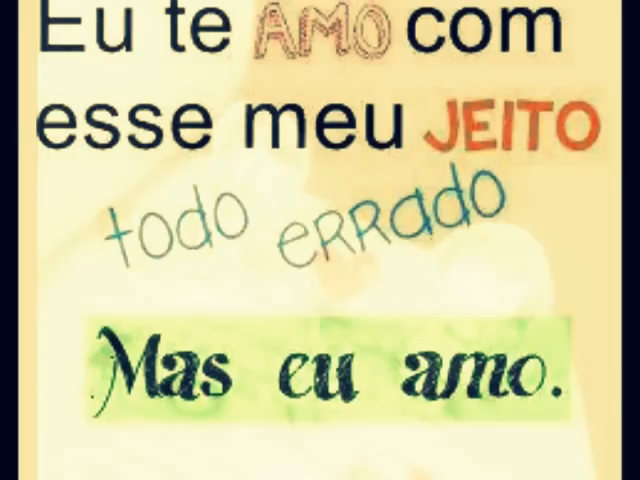 Eu te AMO com
esse meu JEITO
todo eRRado
Mas eu amo.